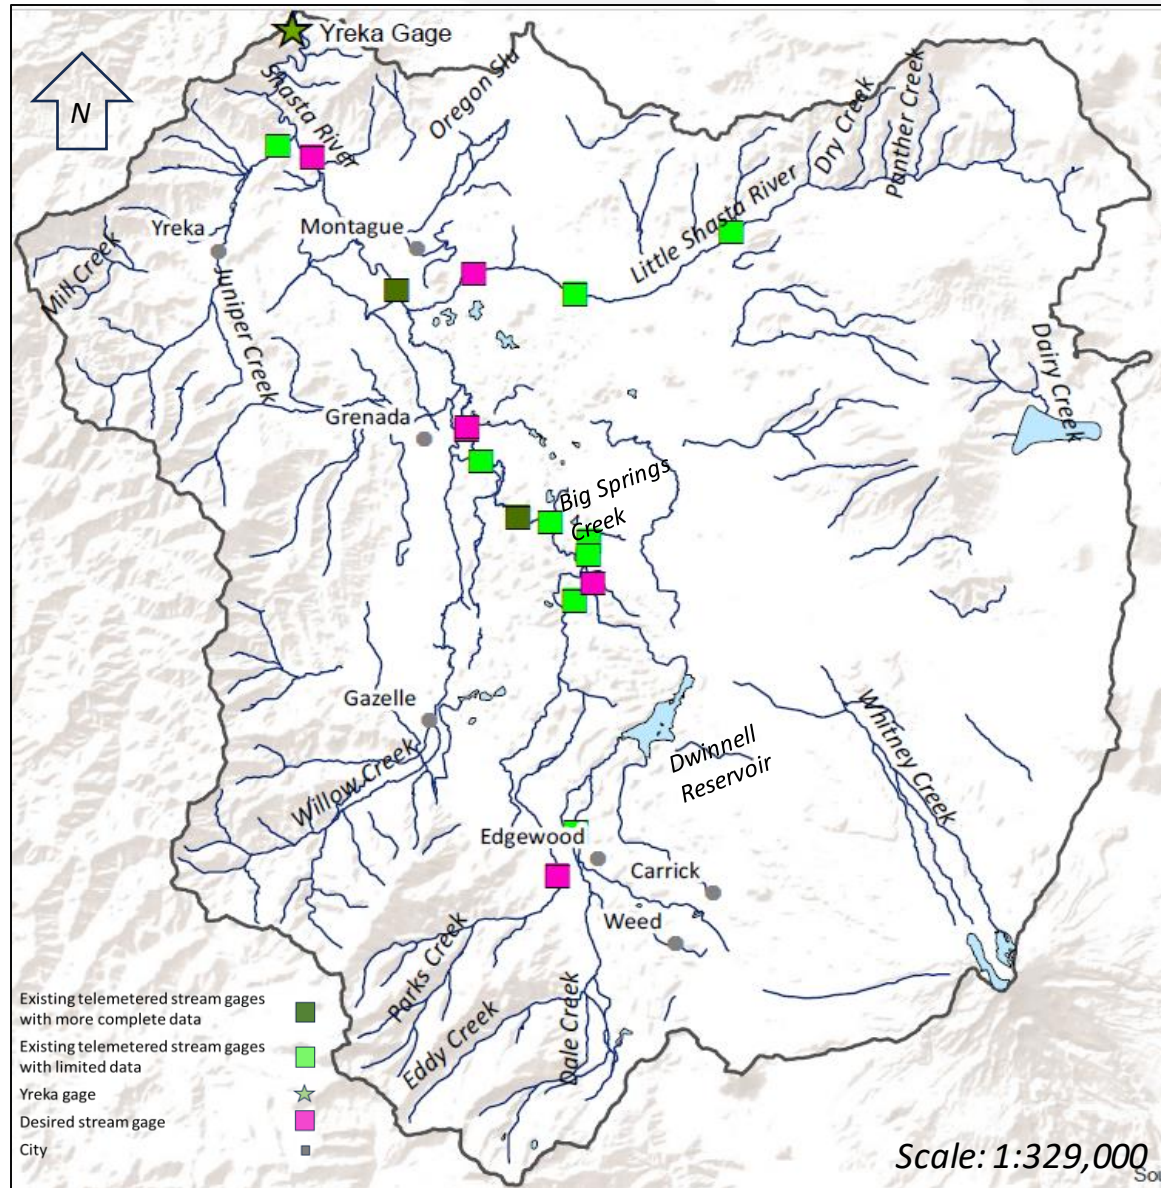 Yreka Gage
N
Shasta River
Oregon Slu
Dry Creek
Panther Creek
Little Shasta River
Yreka
Montague
Mill Creek
Juniper Creek
Dairy Creek
Grenada
Big Springs
Creek
Gazelle
Willow Creek
Dwinnell
Reservoir
Whitney Creek
Edgewood
Carrick
Weed
Parks Creek
Eddy Creek
Dale Creek
Existing telemetered stream gages
with more complete data
Existing telemetered stream gages
with limited data
Yreka gage
Desired stream gage
City
Scale: 1:329,000
Sou